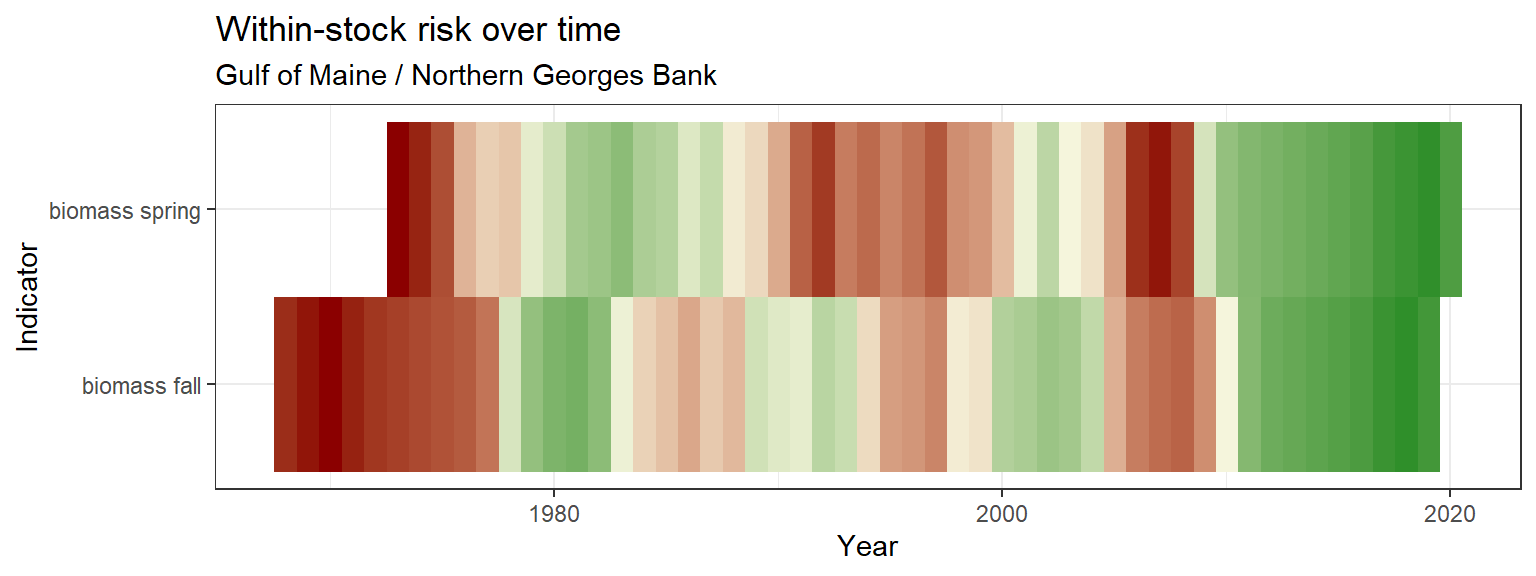 Within-stock risk over time
Gulf of Maine / Northern Georges Bank
Indicator
biomass spring
biomass fall
1980
2000
2020
Year